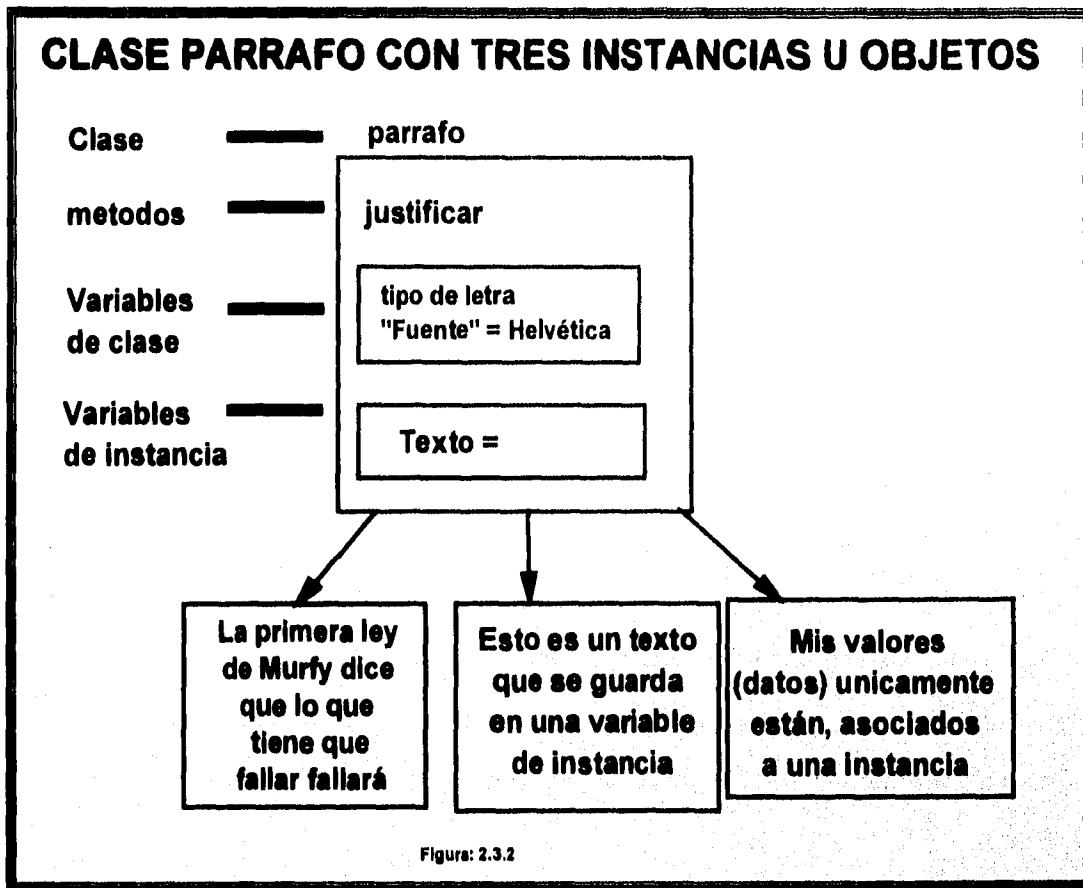 CLASE PARRAFO CON TRES INSTANCIAS U OBJETOS
Clase
parrafo
metodos
justificar
Variables
de clase
tipo de letra
"Fuente" = Helvética
Variables
de instancia
Texto =
La primera ley
de Murfy dice
que lo que
tiene que
fallar fallará
Esto es un texto
que se guarda
en una variable
de instancia
Mis valores
(datos) unicamente
están, asociados
a una instancia
Figura: 2.3.2